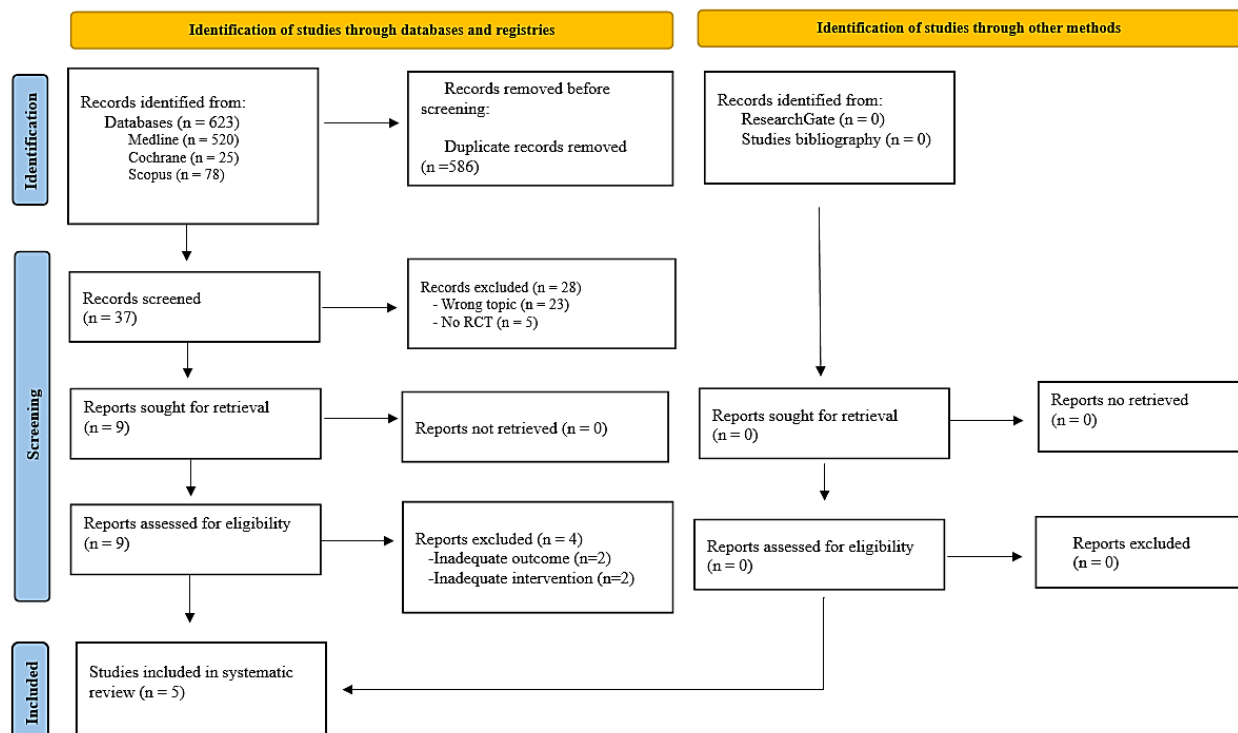 Identification of studies through databases and registries
Identification of studies through other methods
Identification
Records identified from:
Databases (n = 623)
Medline (n = 520)
Cochrane (n = 25)
Scopus (n = 78)
Records removed before
screening:
Duplicate records removed
(n =586)
Records identified from:
ResearchGate (n = 0)
Studies bibliography (n = 0)
Screening
Records screened
(n = 37)
Records excluded (n = 28)
- Wrong topic (n = 23)
- No RCT (n = 5)
Reports sought for retrieval
(n = 9)
Reports not retrieved (n = 0)
Reports sought for retrieval
(n = 0)
Reports no retrieved
(n = 0)
Reports assessed for eligibility
(n = 9)
Reports excluded (n = 4)
-Inadequate outcome (n=2)
-Inadequate intervention (n=2)
Reports assessed for eligibility
(n = 0)
Reports excluded
(n = 0)
Included
Studies included in systematic
review (n = 5)